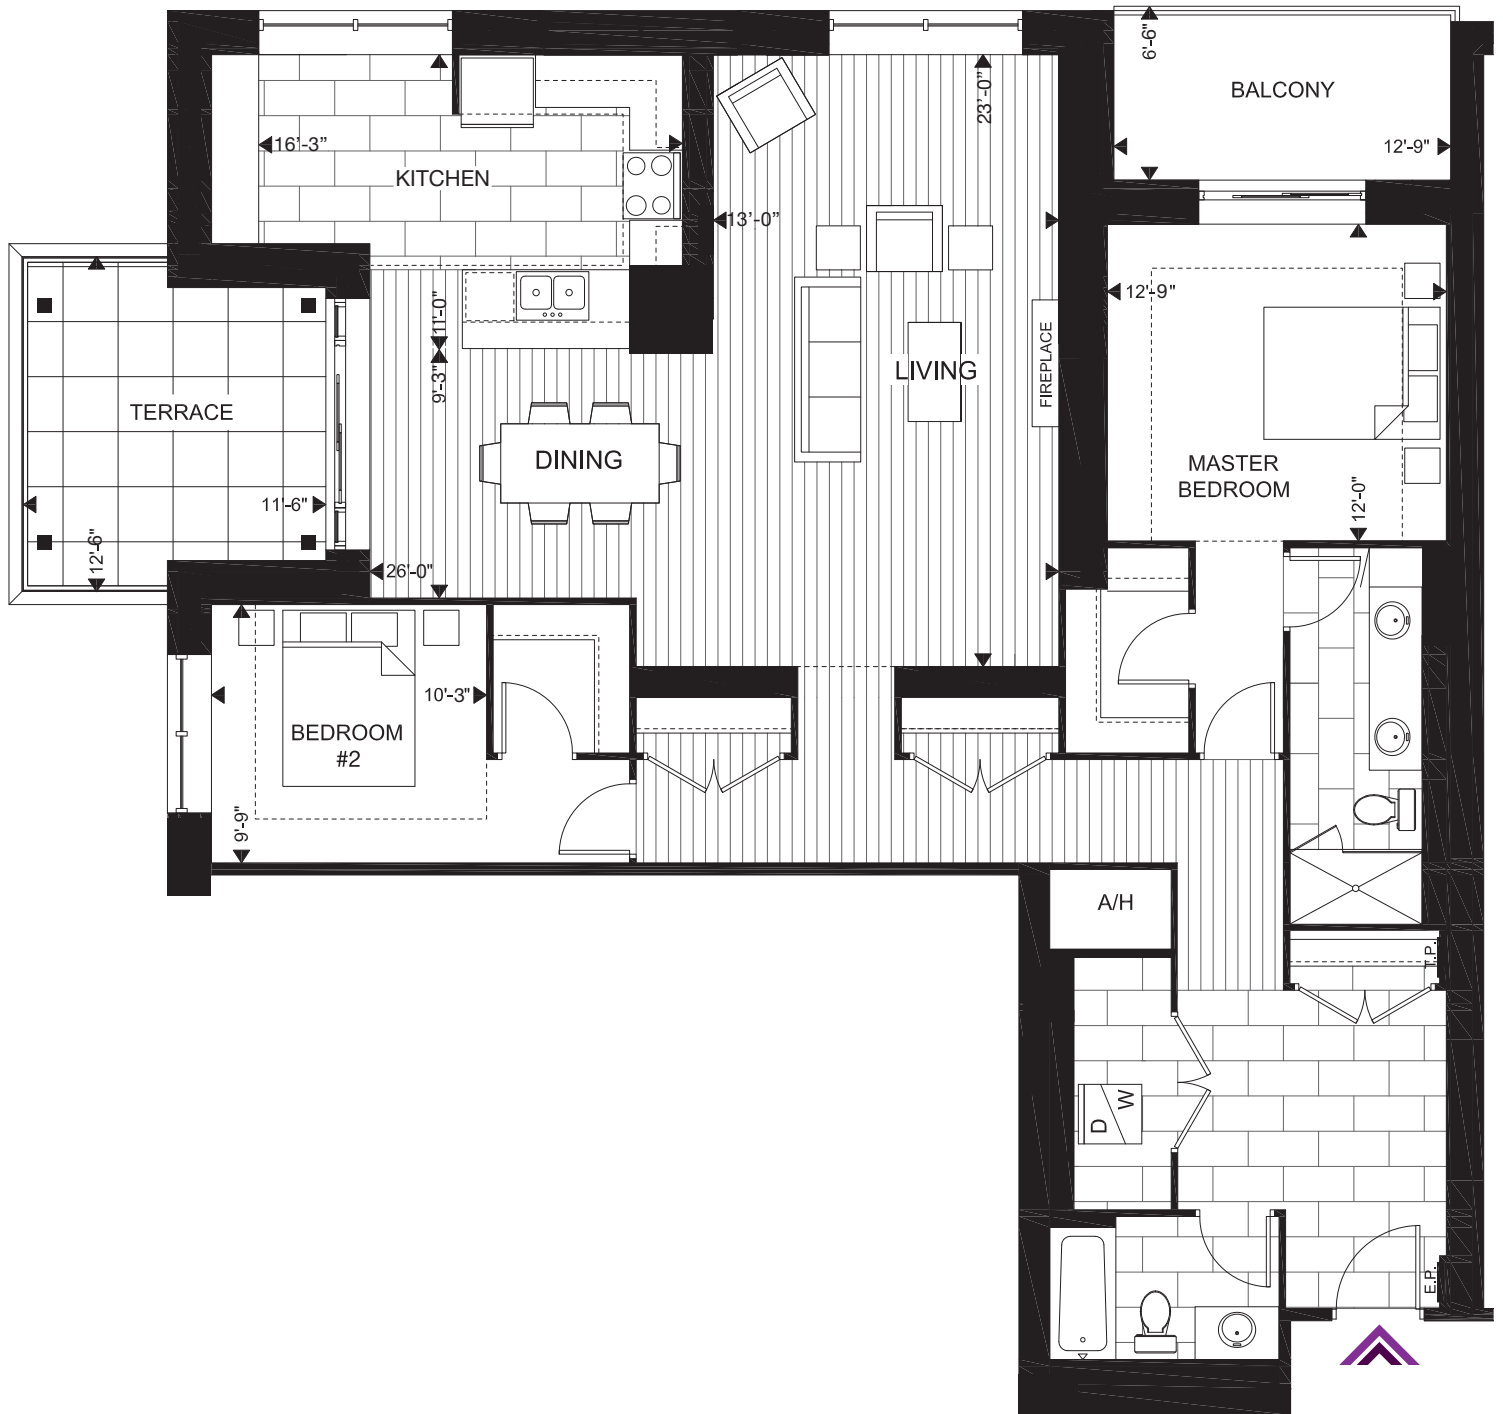 6'-6"
BALCONY
12'-9"
16'-3”
KITCHEN
23'-0”
13'-0”
11'-0"
9'-3"
12'-9"
LIVING
FIREPLACE
TERRACE
11'-6"
12'-6"
DINING
26'-0"
MASTER
BEDROOM
12'-0"
10'-3"
BEDROOM
#2
9'-9"
A/H
T.P.
D
W
E.P.